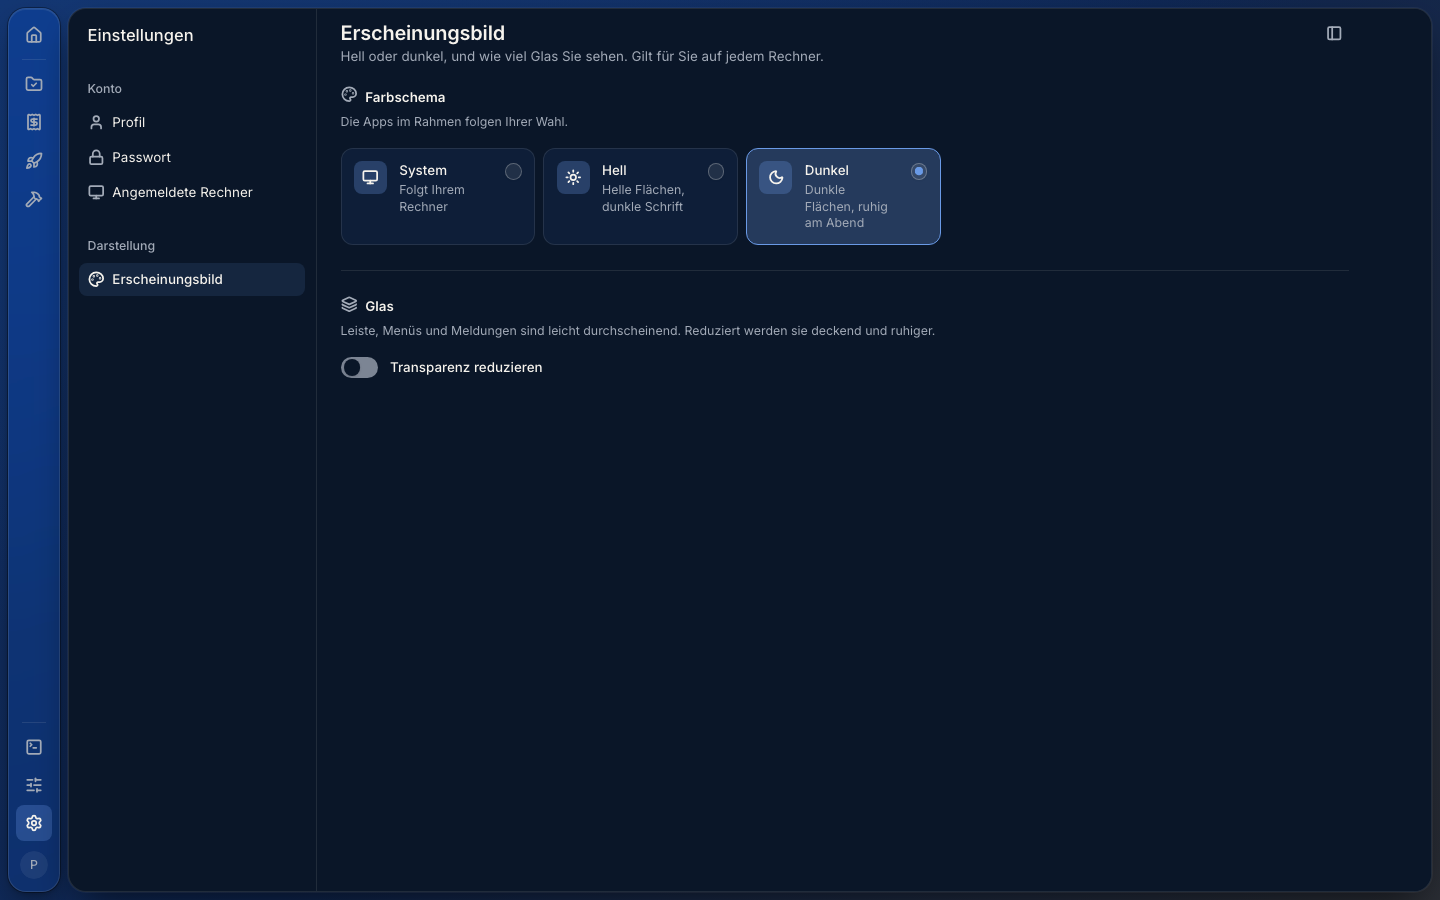 Einstellungen
Konto
Profil
Passwort
Angemeldete Rechner
Darstellung
Erscheinungsbild
P
Erscheinungsbild
Hell oder dunkel, und wie viel Glas Sie sehen. Gilt für Sie auf jedem Rechner.
Farbschema
Die Apps im Rahmen folgen Ihrer Wahl.
System
Folgt Ihrem
Rechner
Hell
Helle Flächen,
dunkle Schrift
Dunkel
Dunkle
Flächen, ruhig
am Abend
Glas
Leiste, Menüs und Meldungen sind leicht durchscheinend. Reduziert werden sie deckend und ruhiger.
Transparenz reduzieren